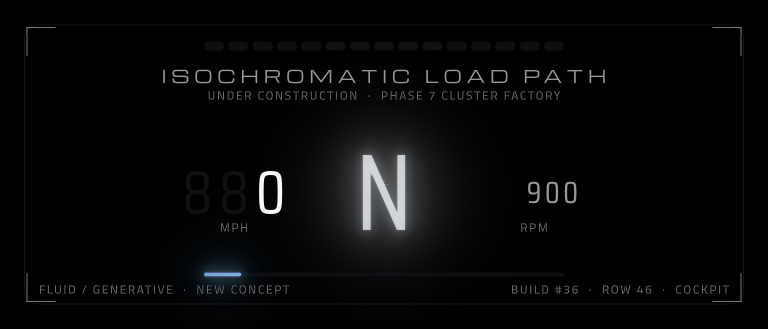 ISOCHROMATIC LOAD PATH
UNDER CONSTRUCTION · PHASE 7 CLUSTER FACTORY
0 N 900
MPH RPM
FLUID / GENERATIVE · NEW CONCEPT BUILD #36 · ROW 46 · COCKPIT